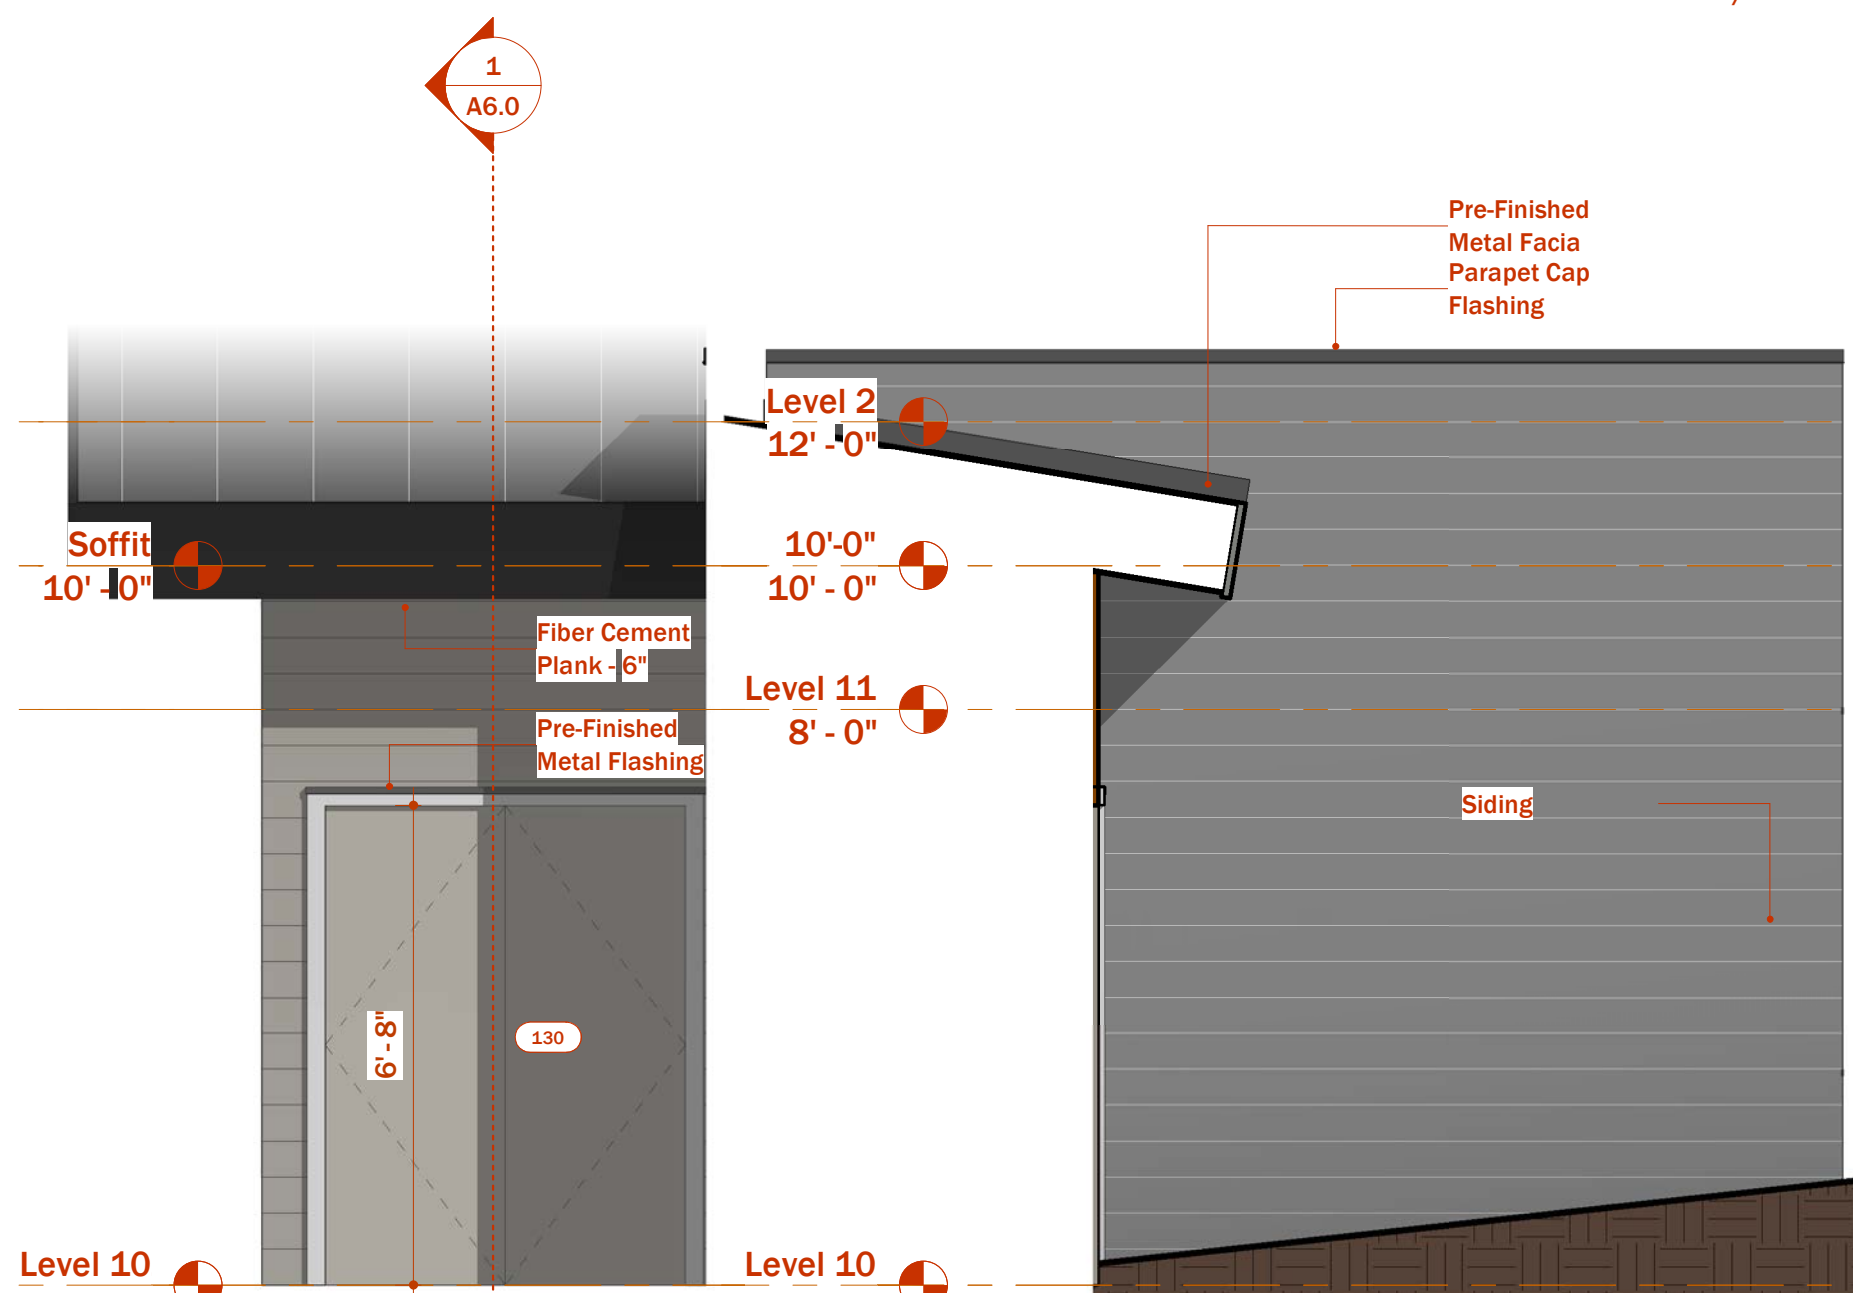 1
A6.0
Pre-Finished
Metal Facia
Parapet Cap
Flashing
Level 2
12' - 0"
Soffit
10' - 0"
10'-0"
10' - 0"
Fiber Cement
Plank - 6"
Level 11
8' - 0"
Pre-Finished
Metal Flashing
Siding
6' - 8"
130
Level 10
Level 10